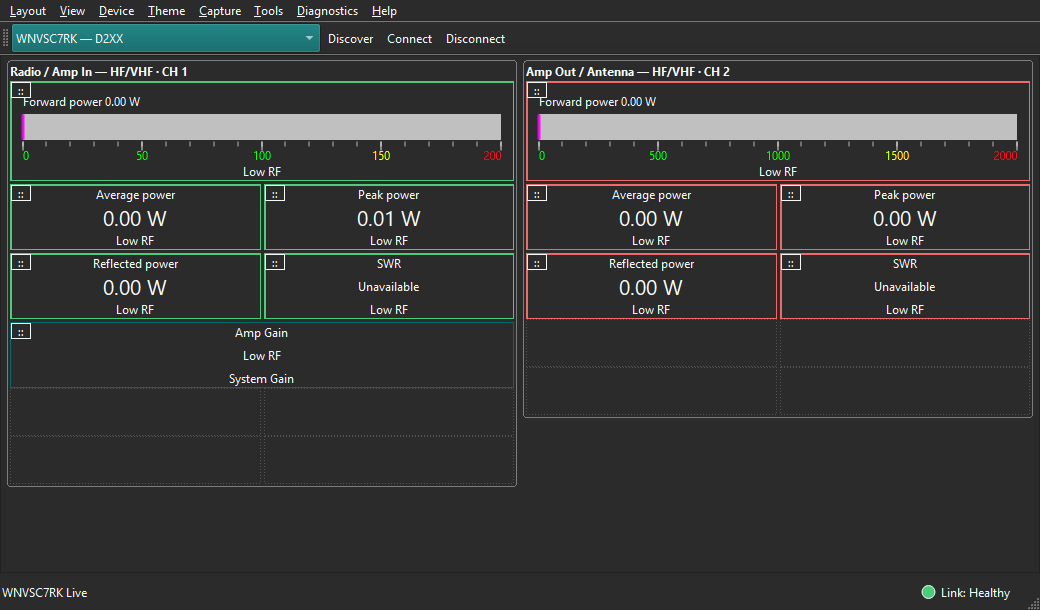 Layout View Device Theme Capture Tools Diagnostics Help
WNVSC7RK — D2XX Discover Connect Disconnect
Radio / Amp In — HF/VHF · CH 1
::
Forward power 0.00 W
0 50 100 150 200
Low RF
:: Average power
0.00 W
Low RF
:: Peak power
0.01 W
Low RF
:: Reflected power
0.00 W
Low RF
:: SWR
Unavailable
Low RF
:: Amp Gain
Low RF
System Gain
Amp Out / Antenna — HF/VHF · CH 2
::
Forward power 0.00 W
0 500 1000 1500 2000
Low RF
:: Average power
0.00 W
Low RF
:: Peak power
0.00 W
Low RF
:: Reflected power
0.00 W
Low RF
:: SWR
Unavailable
Low RF
WNVSC7RK Live Link: Healthy